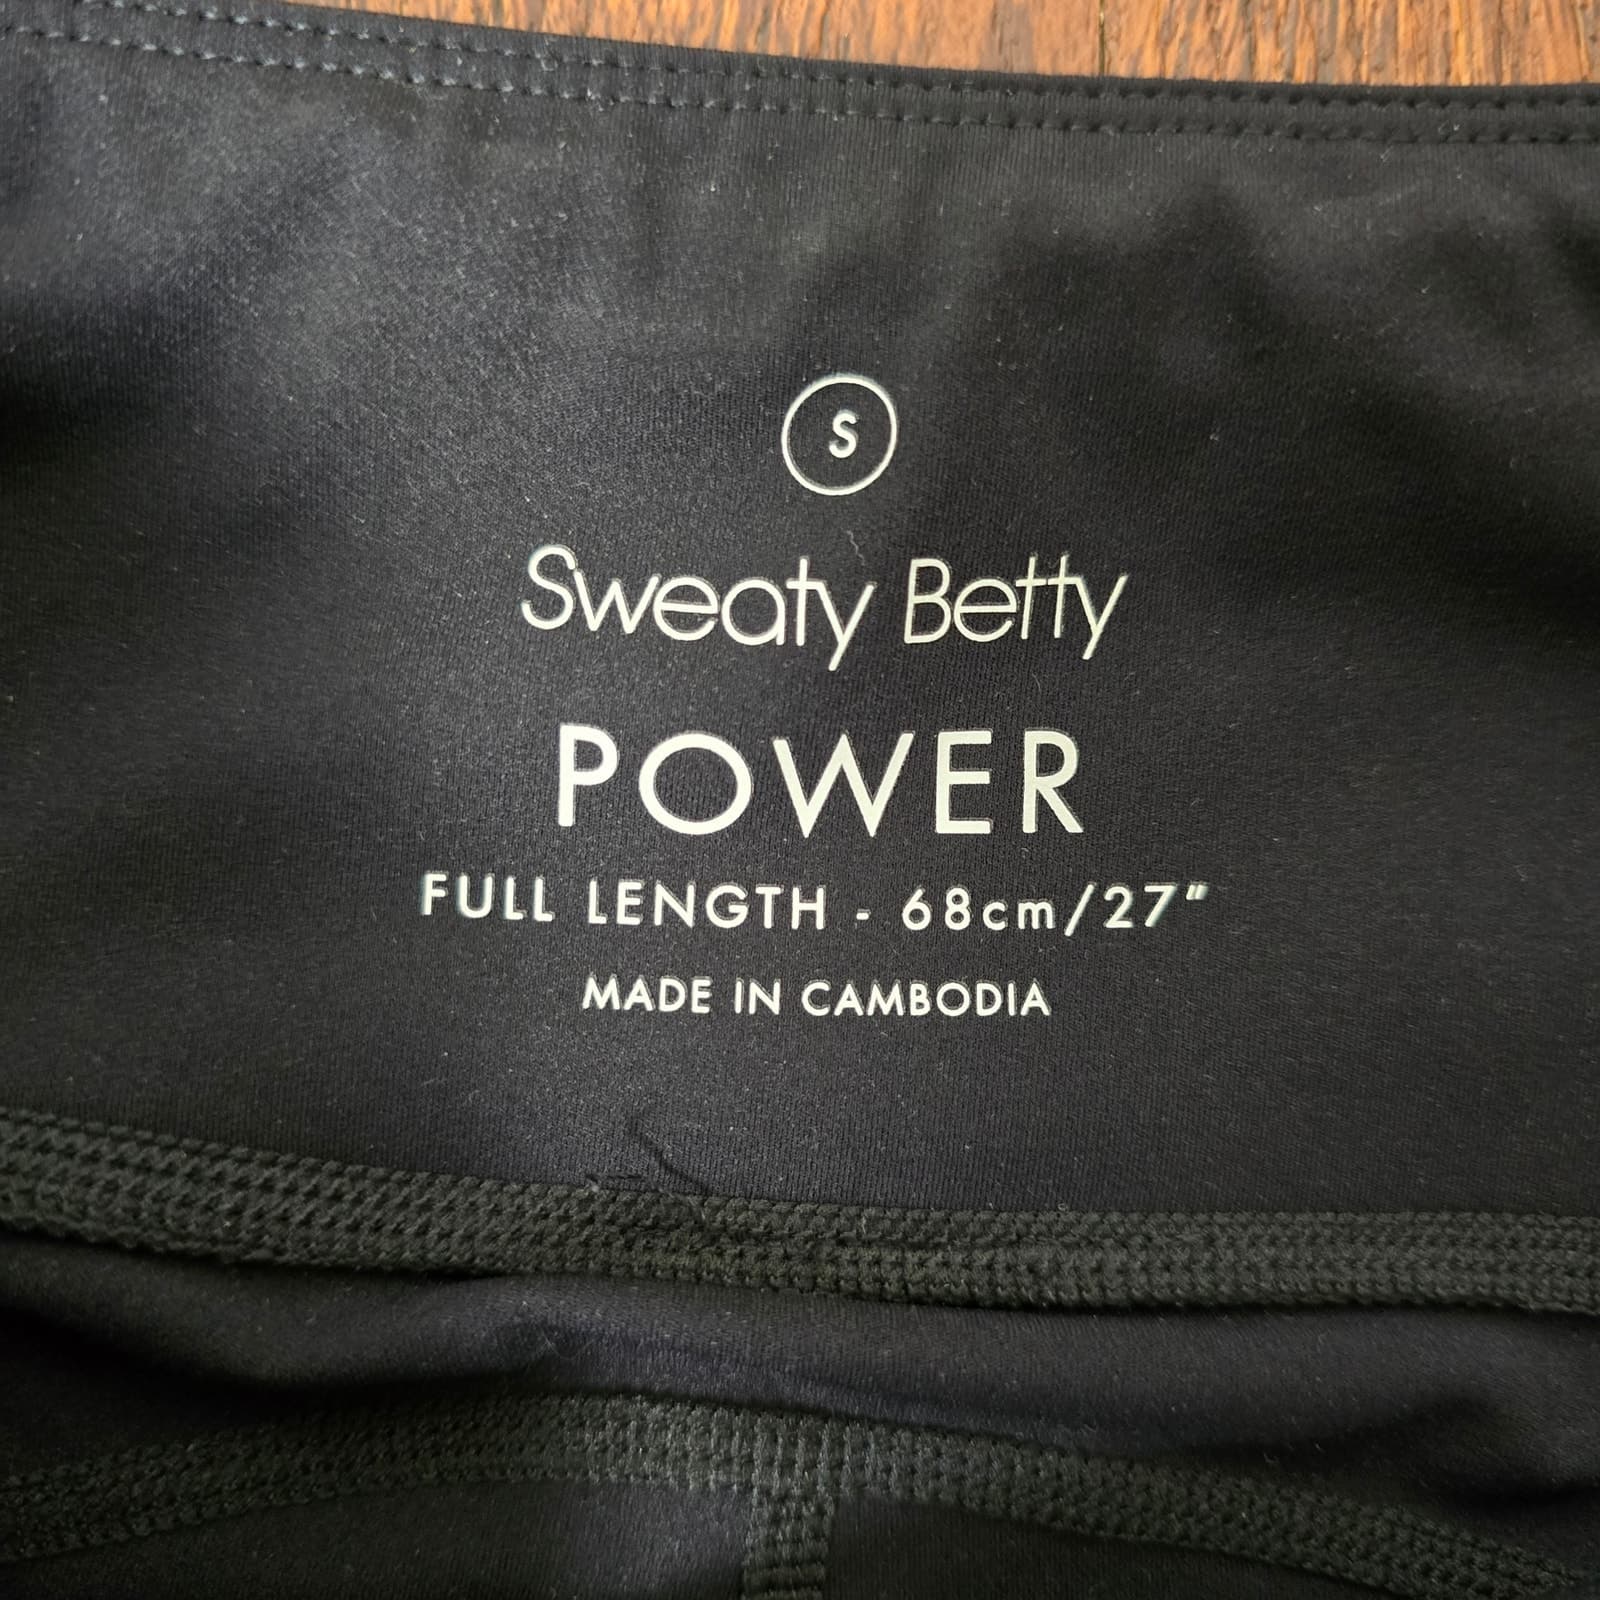 S
Sweaty Betty
POWER
FULL LENGTH - 68cm/27"
MADE IN CAMBODIA